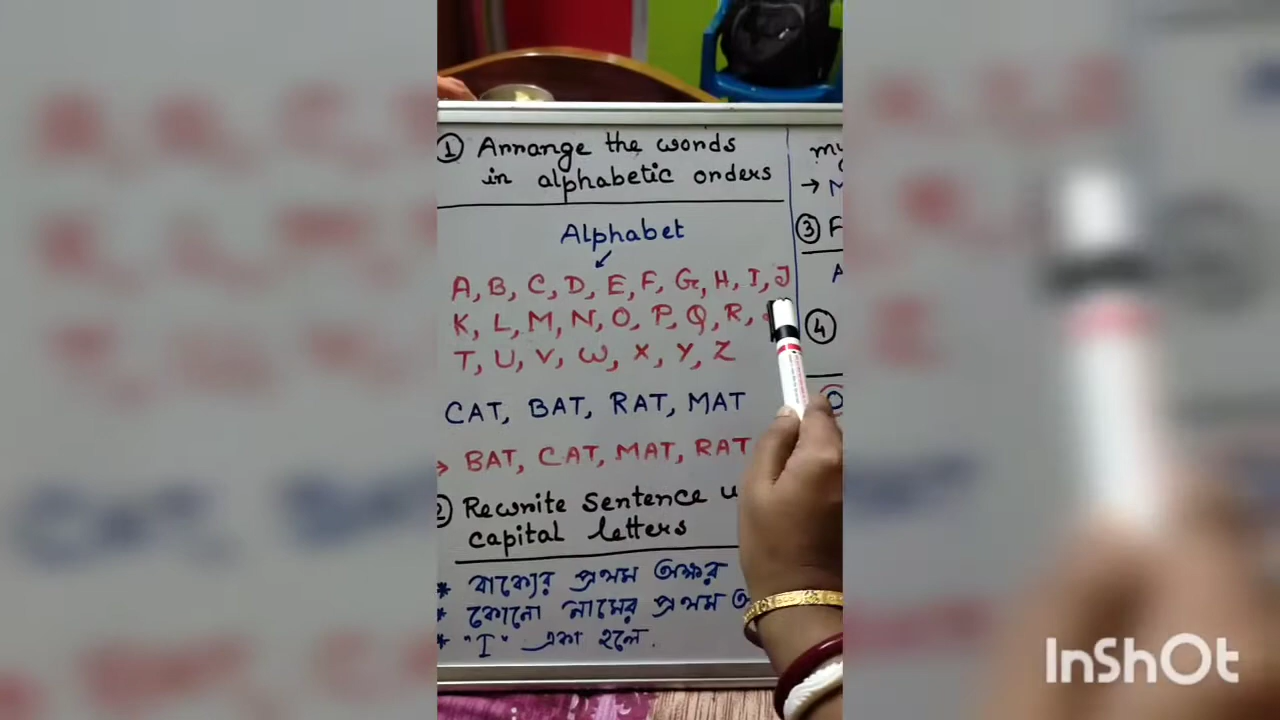 ① Arrange the words
in alphabetic orders
Alphabet
A, B, C, D, E, F, G, H, I, J
K, L, M, N, O, P, Q, R,
T, U, V, W, X, Y, Z
CAT, BAT, RAT, MAT
→ BAT, CAT, MAT, RAT
② Rewrite sentence
capital letters
* বাক্যের প্রথম অক্ষর
* কোনো নামের প্রথম
* "I" একা হলে.
my
→ M
③ F
A
④
InShOt